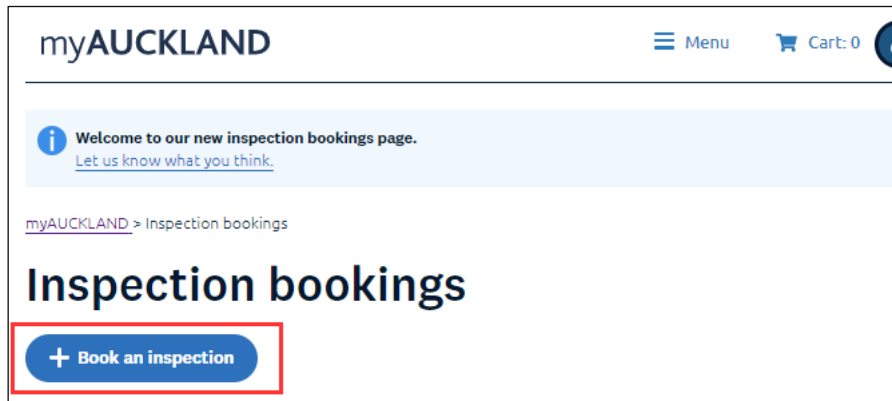 myAUCKLAND
Menu
Cart: 0
Welcome to our new inspection bookings page.
Let us know what you think.
myAUCKLAND > Inspection bookings
Inspection bookings
Book an inspection